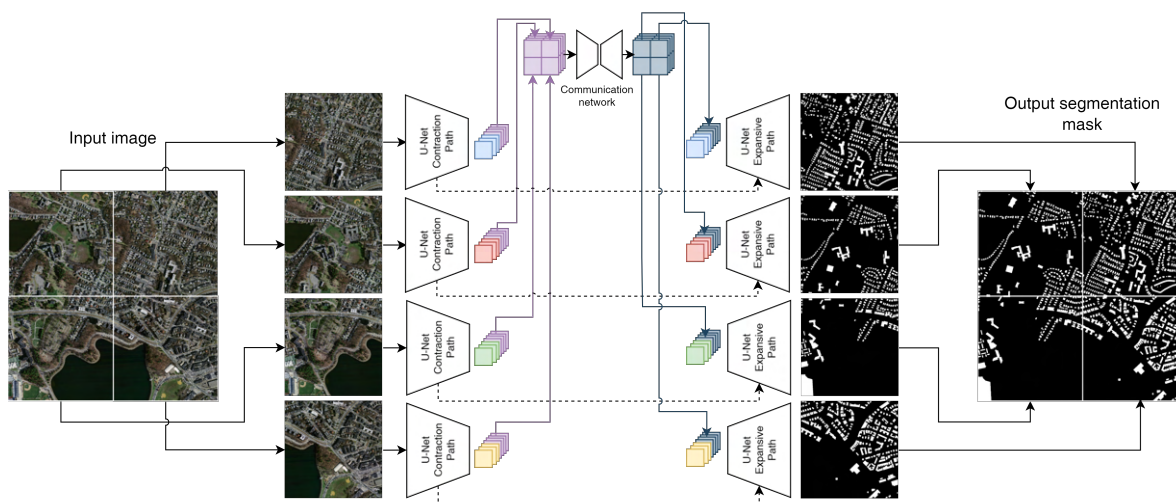 Communication
network
Input image
Output segmentation
mask
U-Net
Contraction
Path
U-Net
Expansive
Path
U-Net
Contraction
Path
U-Net
Expansive
Path
U-Net
Contraction
Path
U-Net
Expansive
Path
U-Net
Contraction
Path
U-Net
Expansive
Path